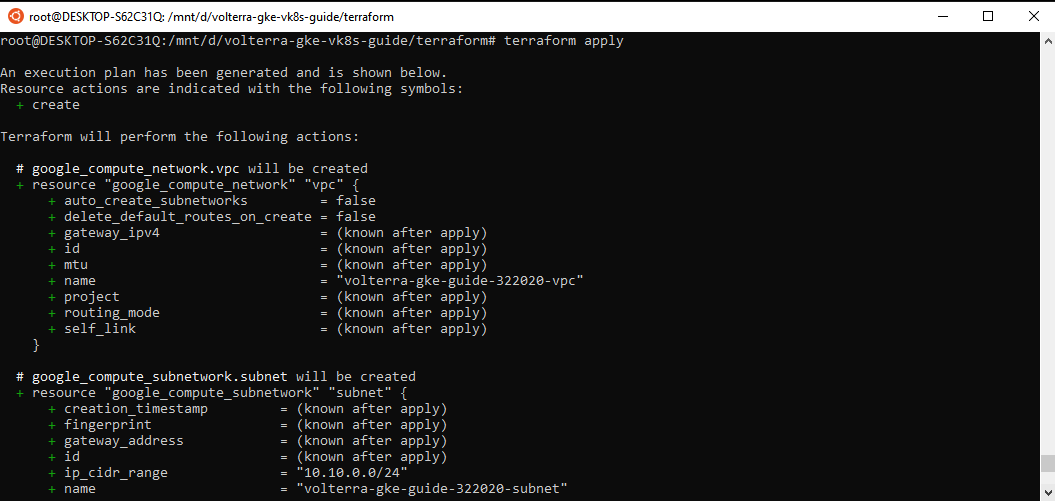 root@DESKTOP-S62C31Q: /mnt/d/volterra-gke-vk8s-guide/terraform
root@DESKTOP-S62C31Q:/mnt/d/volterra-gke-vk8s-guide/terraform# terraform apply
An execution plan has been generated and is shown below.
Resource actions are indicated with the following symbols:
  + create
Terraform will perform the following actions:
  # google_compute_network.vpc will be created
  + resource "google_compute_network" "vpc" {
      + auto_create_subnetworks         = false
      + delete_default_routes_on_create = false
      + gateway_ipv4                    = (known after apply)
      + id                              = (known after apply)
      + mtu                             = (known after apply)
      + name                            = "volterra-gke-guide-322020-vpc"
      + project                         = (known after apply)
      + routing_mode                    = (known after apply)
      + self_link                       = (known after apply)
    }
  # google_compute_subnetwork.subnet will be created
  + resource "google_compute_subnetwork" "subnet" {
      + creation_timestamp         = (known after apply)
      + fingerprint                = (known after apply)
      + gateway_address            = (known after apply)
      + id                         = (known after apply)
      + ip_cidr_range              = "10.10.0.0/24"
      + name                       = "volterra-gke-guide-322020-subnet"